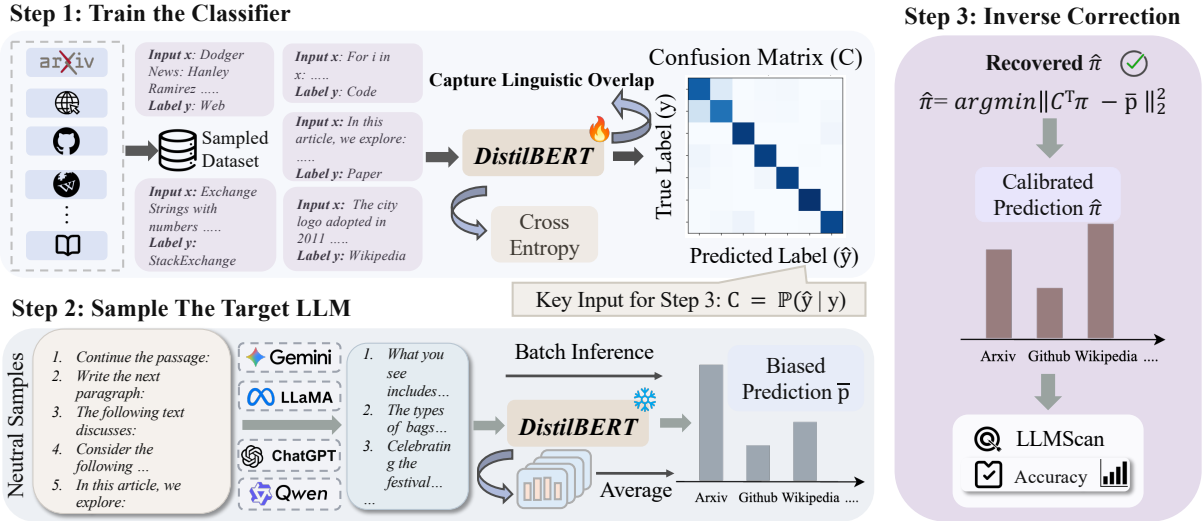 Step 1: Train the Classifier
arXiv
Sampled
Dataset
Input x: Dodger
News: Hanley
Ramirez …..
Label y: Web
Input x: For i in
x: …..
Label y: Code
Input x: In this
article, we explore:
…..
Label y: Paper
Input x: Exchange
Strings with
numbers …..
Label y:
StackExchange
Input x: The city
logo adopted in
2011 …..
Label y: Wikipedia
Capture Linguistic Overlap
DistilBERT
Cross
Entropy
Confusion Matrix (C)
True Label (y)
Predicted Label (ŷ)
Key Input for Step 3: C = ℙ(ŷ | y)
Step 2: Sample The Target LLM
Neutral Samples
1. Continue the passage:
2. Write the next
paragraph:
3. The following text
discusses:
4. Consider the
following …
5. In this article, we
explore:
Gemini
LLaMA
ChatGPT
Qwen
1. What you
see
includes…
2. The types
of bags…
3. Celebratin
g the
festival…
…
Batch Inference
DistilBERT
Average
Biased
Prediction p̅
Arxiv Github Wikipedia ....
Step 3: Inverse Correction
Recovered π̂
π̂= argmin‖Cᵀπ − p̅ ‖₂²
Calibrated
Prediction π̂
Arxiv Github Wikipedia ....
LLMScan
Accuracy